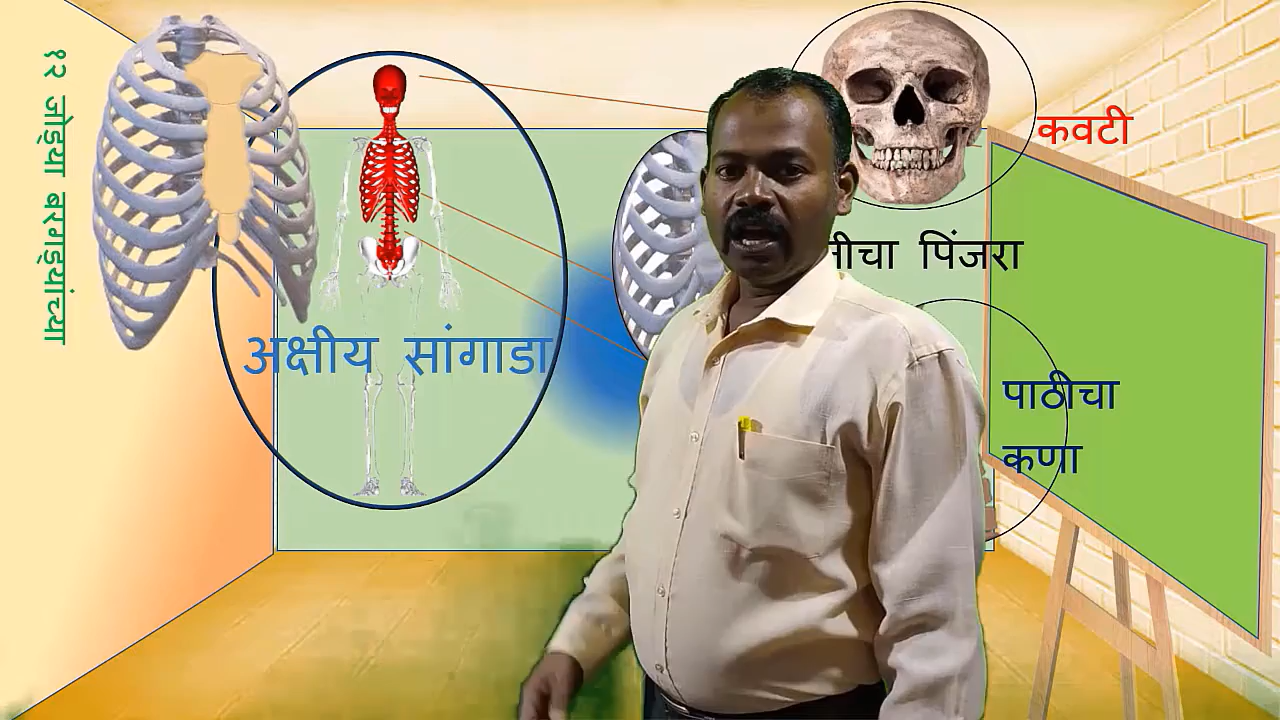 १२ जोड्या बरगड्यांच्या
अक्षीय सांगाडा
कवटी
पिंजरा
पाठीचा
कणा